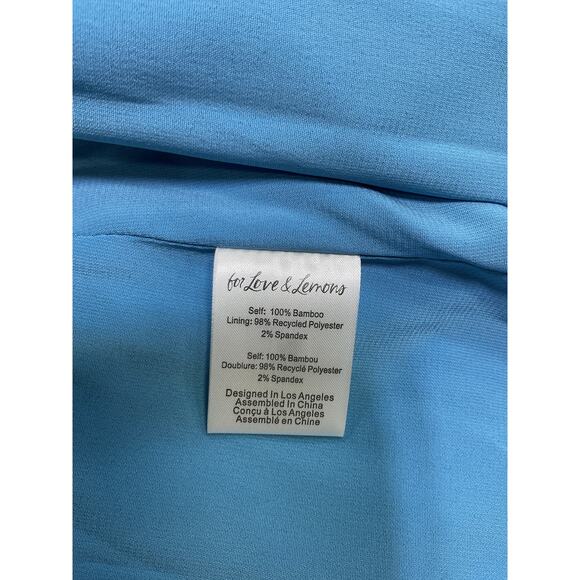 for Love & Lemons
Self: 100% Bamboo
Lining: 98% Recycled Polyester
2% Spandex
Self: 100% Bambou
Doublure: 98% Recyclé Polyester
2% Spandex
Designed In Los Angeles
Assembled In China
Conçu à Los Angeles
Assemblé en Chine